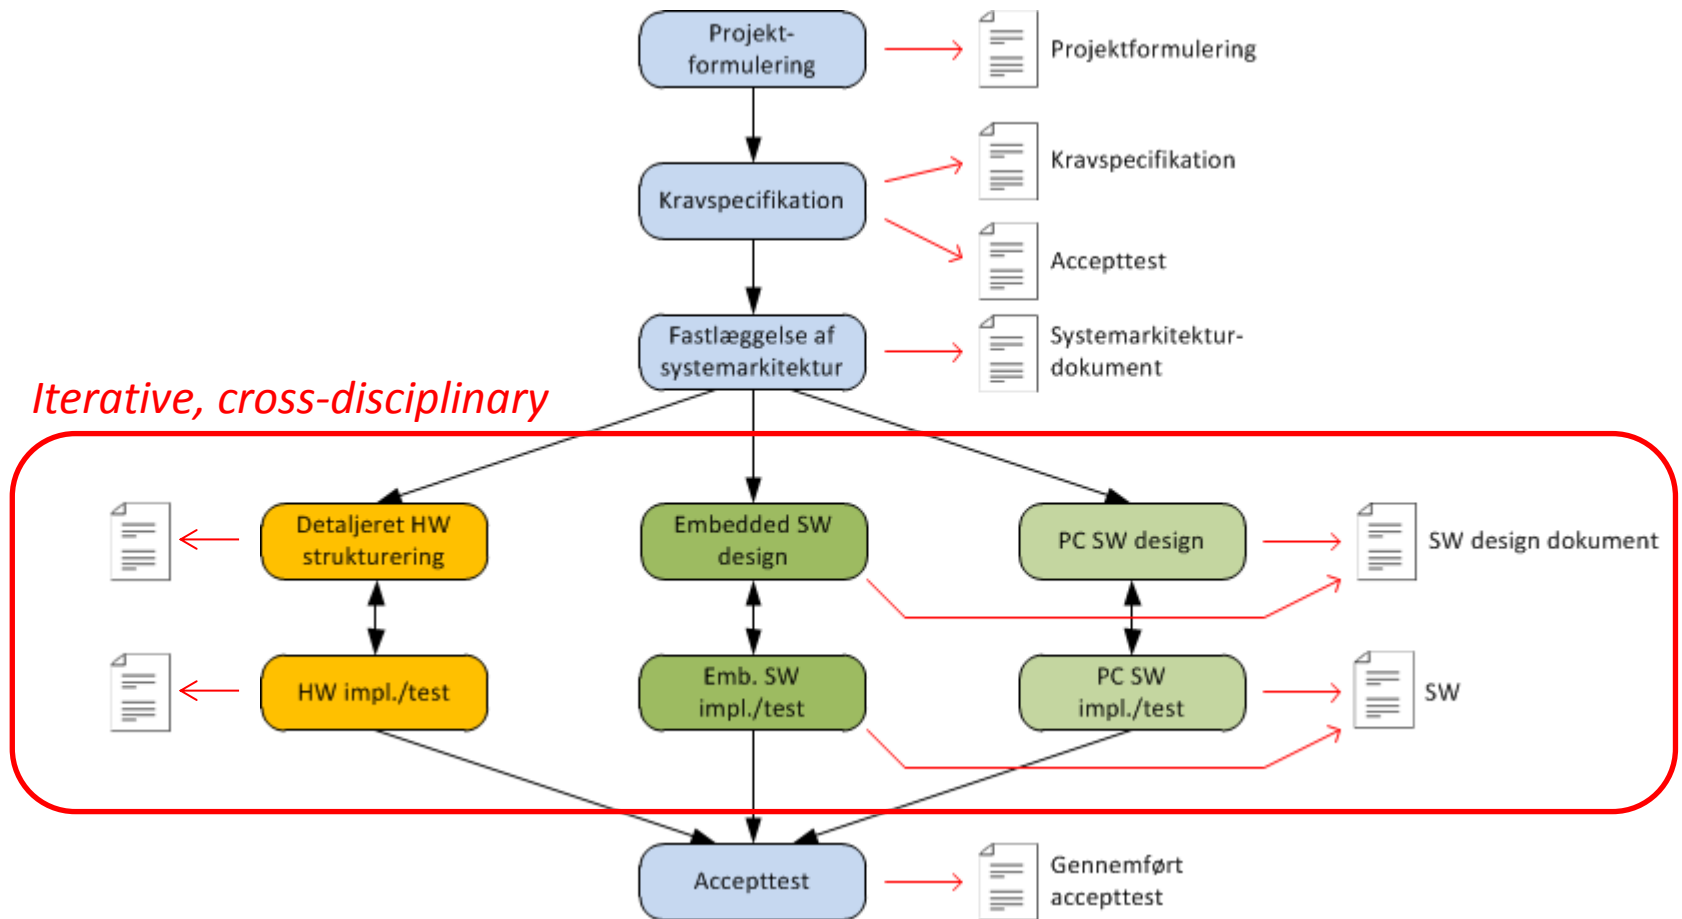 Projekt-
formulering
Projektformulering
Kravspecifikation
Kravspecifikation
Accepttest
Fastlæggelse af
systemarkitektur
Systemarkitektur-
dokument
Iterative, cross-disciplinary
Detaljeret HW
strukturering
Embedded SW
design
PC SW design
SW design dokument
HW impl./test
Emb. SW
impl./test
PC SW
impl./test
SW
Accepttest
Gennemført
accepttest